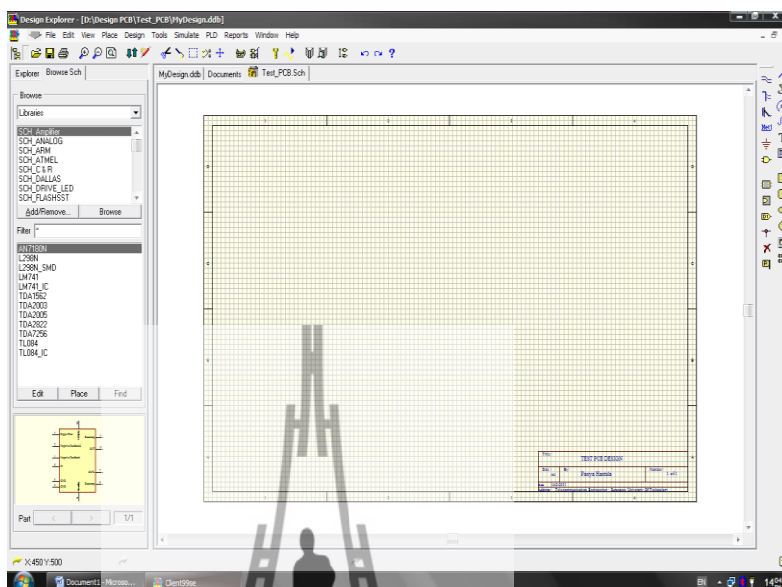 Design Explorer - [D:\Design PCB\Test_PCB\MyDesign.ddb]
File Edit View Place Design Tools Simulate PLD Reports Window Help
Explorer Browse Sch
MyDesign.ddb Documents Test_PCB.Sch
Browse
Libraries
SCH_Amplifier
SCH_ANALOG
SCH_ARM
SCH_ATMEL
SCH_C & R
SCH_DALLAS
SCH_DRIVE_LED
SCH_FLASHSST
Add/Remove... Browse
Filter *
AN7180N
L298N
L298N_SMD
LM741
LM741_IC
TDA1562
TDA2003
TDA2005
TDA2822
TDA7256
TL084
TL084_IC
Edit Place Find
Part < > 1/1
TEST PCB DESIGN
1 of 1
X:450 Y:500
Document1 - Microso... Client99se
EN